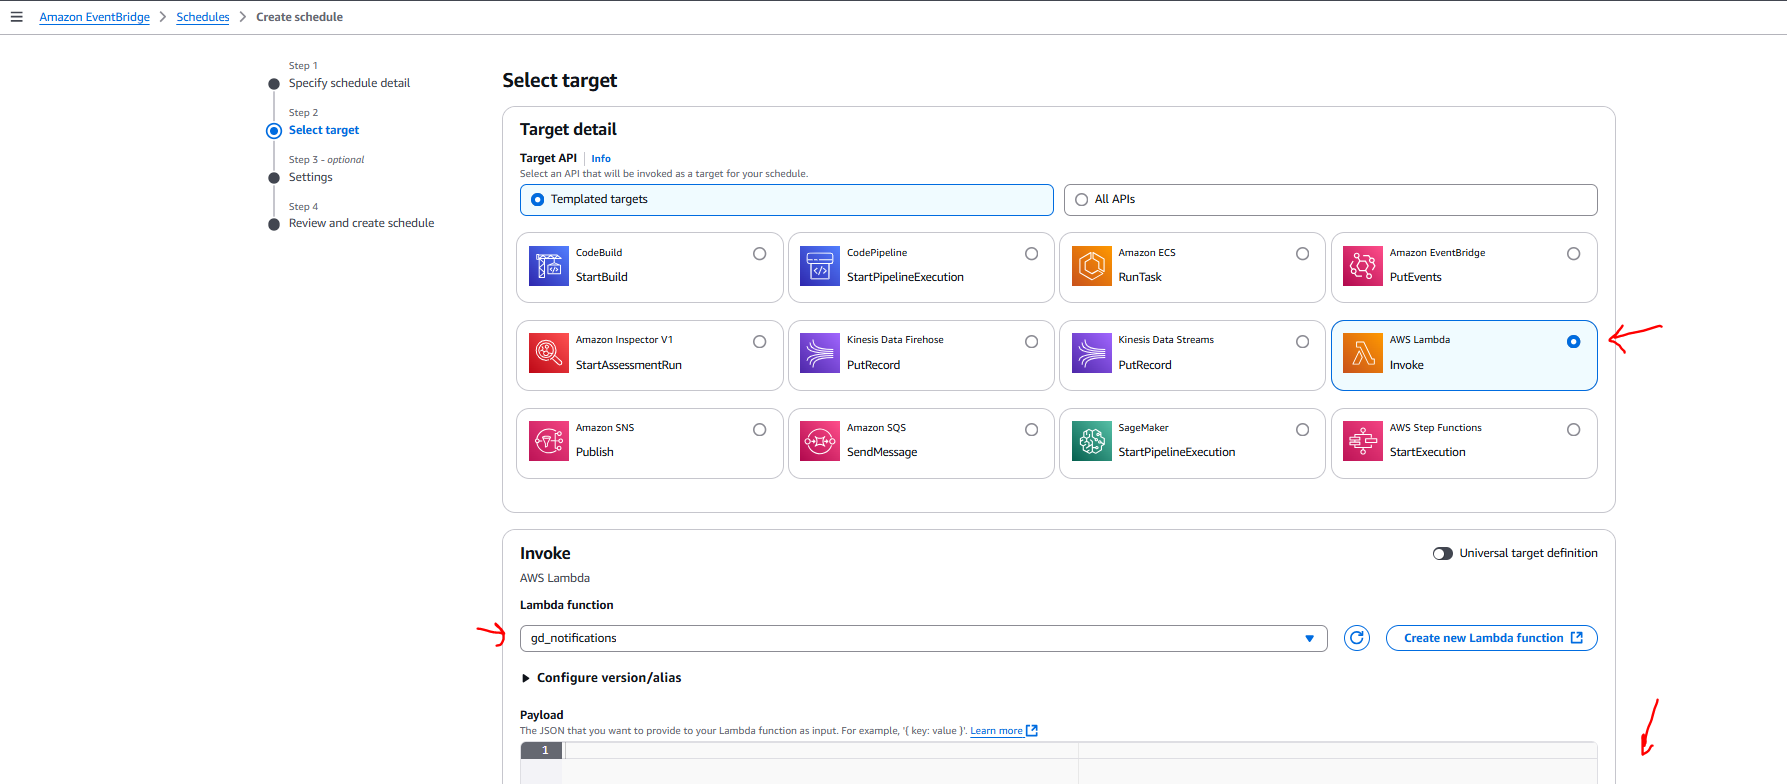 Amazon EventBridge > Schedules > Create schedule
Step 1
Specify schedule detail
Step 2
Select target
Step 3 - optional
Settings
Step 4
Review and create schedule
Select target
Target detail
Target API | Info
Select an API that will be invoked as a target for your schedule.
Templated targets
All APIs
CodeBuild
StartBuild
CodePipeline
StartPipelineExecution
Amazon ECS
RunTask
Amazon EventBridge
PutEvents
Amazon Inspector V1
StartAssessmentRun
Kinesis Data Firehose
PutRecord
Kinesis Data Streams
PutRecord
AWS Lambda
Invoke
Amazon SNS
Publish
Amazon SQS
SendMessage
SageMaker
StartPipelineExecution
AWS Step Functions
StartExecution
Invoke
Universal target definition
AWS Lambda
Lambda function
gd_notifications
Create new Lambda function
Configure version/alias
Payload
The JSON that you want to provide to your Lambda function as input. For example, '{ key: value }'. Learn more
1